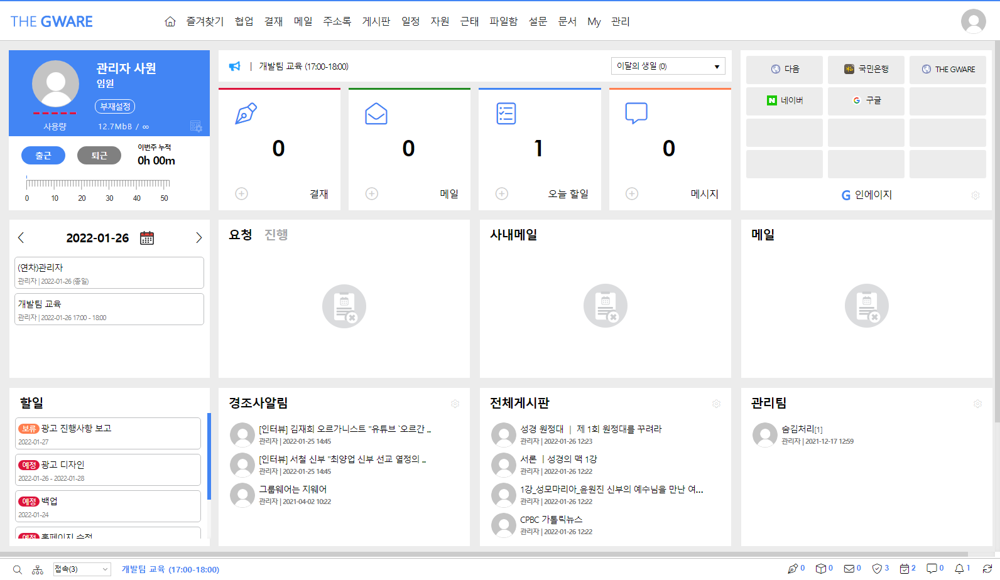 THE GWARE
즐겨찾기 협업 결재 메일 주소록 게시판 일정 자원 근태 파일함 설문 문서 My 관리
관리자 사원
임원
부재설정
사용량 12.7MbB / ∞
출근 퇴근
이번주 누적
0h 00m
0 10 20 30 40 50
| 개발팀 교육 (17:00-18:00)
이달의 생일 (0)
0
결재
0
메일
1
오늘 할일
0
메시지
다음 국민은행 THE GWARE
네이버 구글
G 인에이지
2022-01-26
(연차)관리자
관리자 | 2022-01-26 (종일)
개발팀 교육
관리자 | 2022-01-26 17:00 - 18:00
요청 진행
사내메일
메일
할일
보류 광고 진행사항 보고
2022-01-27
예정 광고 디자인
2022-01-26 - 2022-01-28
예정 백업
2022-01-24
예정 홈페이지 수정
경조사알림
[인터뷰] 김재희 오르가니스트 "유튜브 `오르간 ...
관리자 | 2022-01-25 14:45
[인터뷰] 서철 신부 "최양업 신부 선교 열정의 ...
관리자 | 2022-01-25 14:45
그룹웨어는 지웨어
관리자 | 2021-04-02 10:22
전체게시판
성경 원정대 | 제 1회 원정대를 꾸려라
관리자 | 2022-01-26 12:23
서론 ㅣ성경의 맥 1강
관리자 | 2022-01-26 12:22
1강_성모마리아_윤원진 신부의 예수님을 만난 여...
관리자 | 2022-01-26 12:22
CPBC 가톨릭뉴스
관리자 | 2022-01-26 12:22
관리팀
숨김처리[1]
관리자 | 2021-12-17 12:59
접속(3) 개발팀 교육 (17:00-18:00) 0 0 0 3 2 0 1